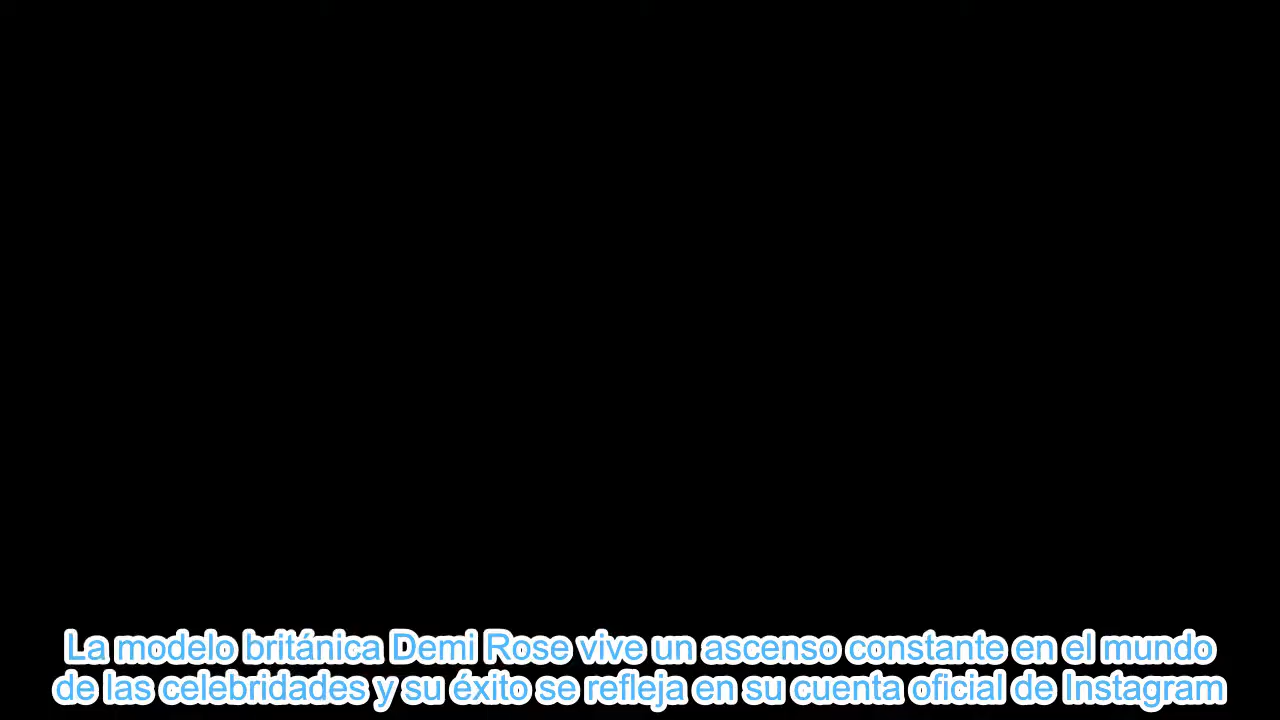 La modelo británica Demi Rose vive un ascenso constante en el mundo
de las celebridades y su éxito se refleja en su cuenta oficial de Instagram